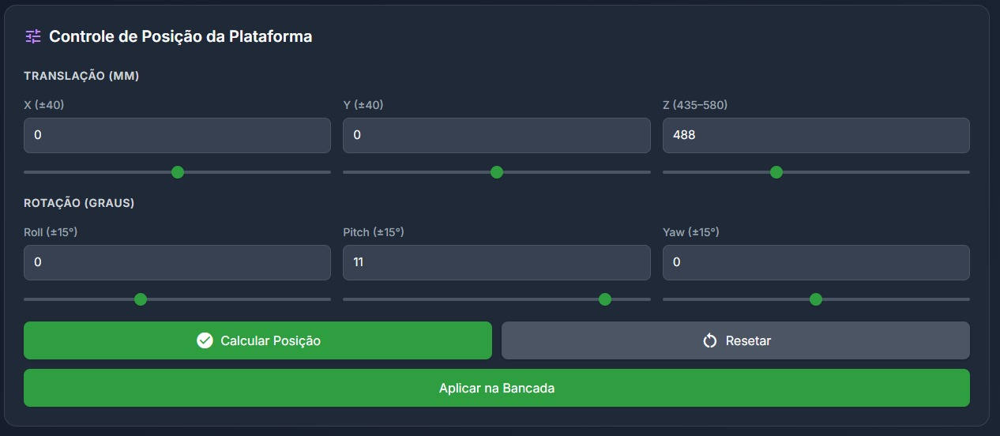 Controle de Posição da Plataforma
TRANSLAÇÃO (MM)
X (±40) Y (±40) Z (435–580)
0 0 488
ROTAÇÃO (GRAUS)
Roll (±15°) Pitch (±15°) Yaw (±15°)
0 11 0
Calcular Posição Resetar
Aplicar na Bancada